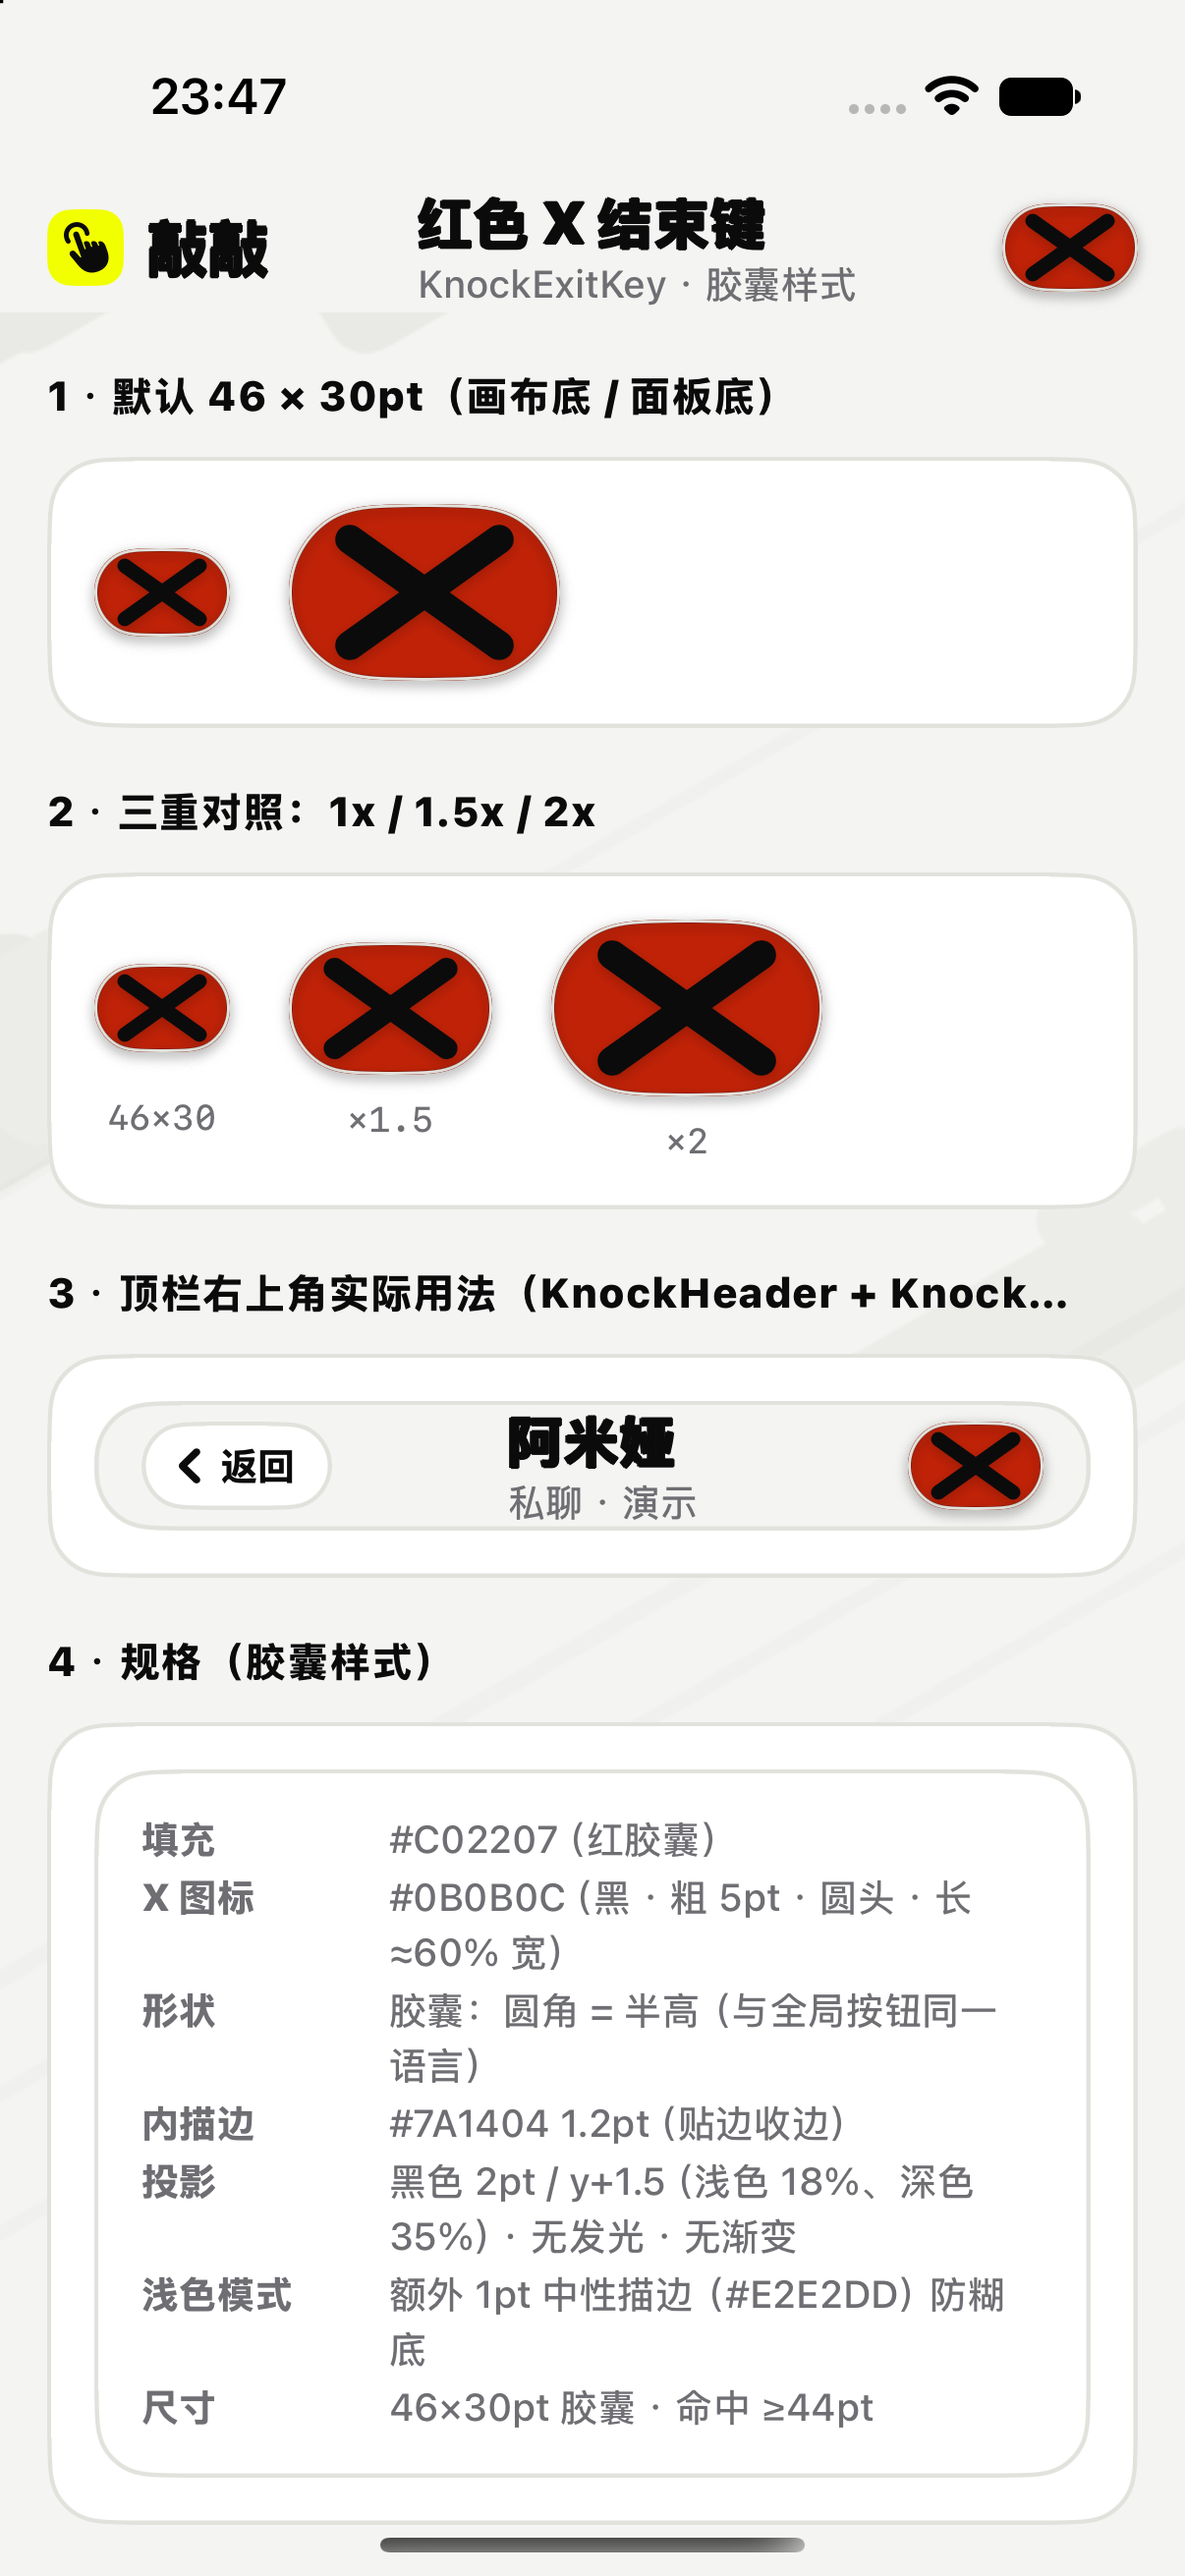 23:47
敲敲
红色 X 结束键
KnockExitKey · 胶囊样式
1 · 默认 46 × 30pt（画布底 / 面板底）
2 · 三重对照：1x / 1.5x / 2x
46×30
×1.5
×2
3 · 顶栏右上角实际用法（KnockHeader + Knock...
返回
阿米娅
私聊 · 演示
4 · 规格（胶囊样式）
填充
#C02207 (红胶囊)
X 图标
#0B0B0C (黑 · 粗 5pt · 圆头 · 长
≈60% 宽)
形状
胶囊：圆角 = 半高 (与全局按钮同一
语言)
内描边
#7A1404 1.2pt (贴边收边)
投影
黑色 2pt / y+1.5 (浅色 18%、深色
35%) · 无发光 · 无渐变
浅色模式
额外 1pt 中性描边 (#E2E2DD) 防糊
底
尺寸
46×30pt 胶囊 · 命中 ≥44pt